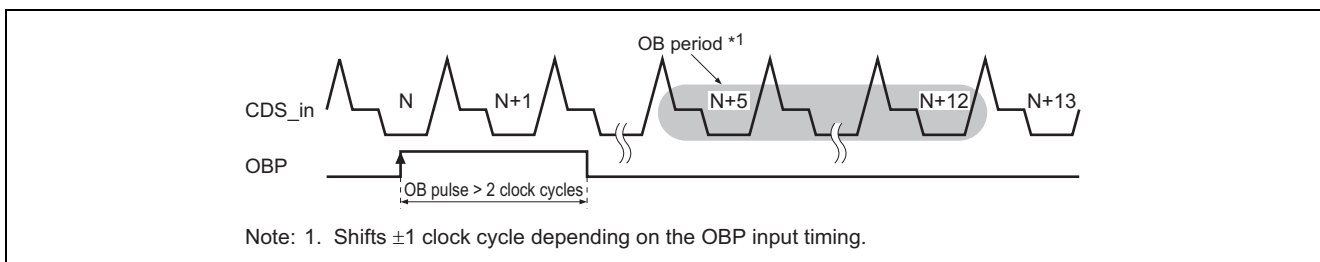 OB period *1
N N+1 N+5 N+12 N+13
CDS_in
OBP
OB pulse > 2 clock cycles
Note: 1. Shifts ±1 clock cycle depending on the OBP input timing.